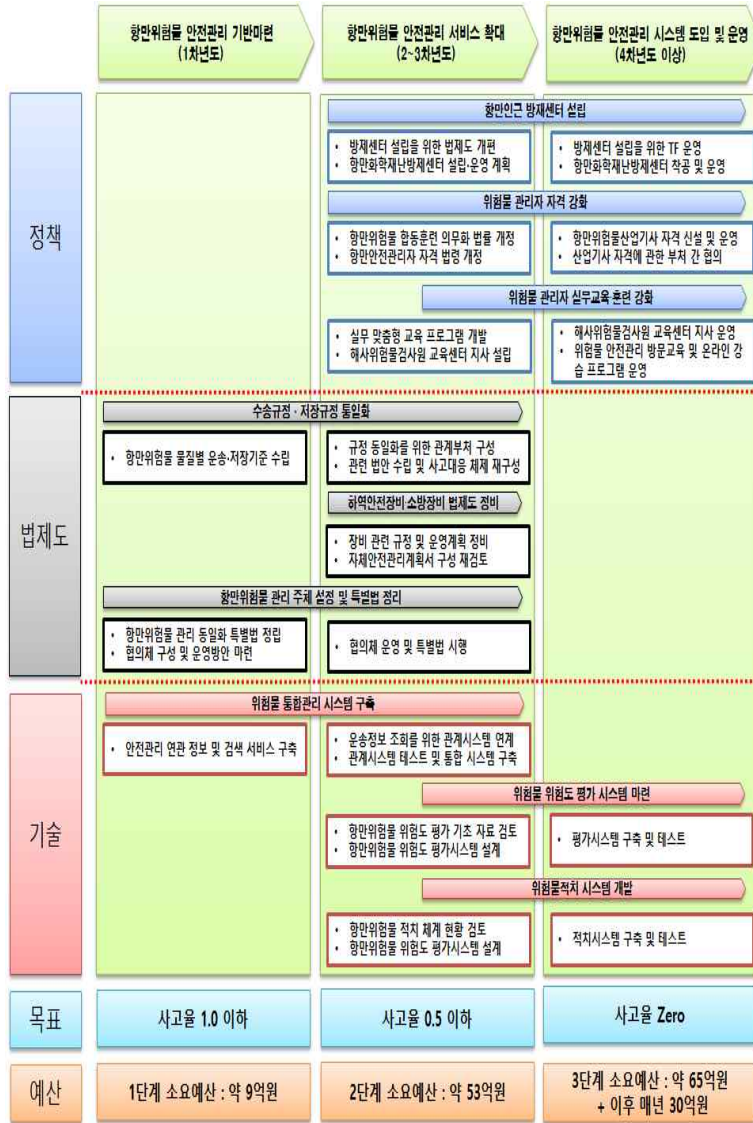 항만위험물 안전관리 기반마련
(1차년도)
항만위험물 안전관리 서비스 확대
(2~3차년도)
항만위험물 안전관리 시스템 도입 및 운영
(4차년도 이상)
정책
항만인근 방재센터 설립
• 방제센터 설립을 위한 법제도 개편
• 항만화학재난방제센터 설립·운영 계획
• 방제센터 설립을 위한 TF 운영
• 항만화학재난방제센터 착공 및 운영
위험물 관리자 자격 강화
• 항만위험물 합동훈련 의무화 법률 개정
• 항만안전관리자 자격 법령 개정
• 항만위험물산업기사 자격 신설 및 운영
• 산업기사 자격에 관한 부처 간 협의
위험물 관리자 실무교육·훈련 강화
• 실무 맞춤형 교육 프로그램 개발
• 해사위험물검사원 교육센터 지사 설립
• 해사위험물검사원 교육센터 지사 운영
• 위험물 안전관리 방문교육 및 온라인 강
습 프로그램 운영
법제도
수송규정·저장규정 통일화
• 항만위험물 물질별 운송·저장기준 수립
• 규정 동일화를 위한 관계부처 구성
• 관련 법안 수립 및 사고대응 체제 재구성
하역안전장비·소방장비 법제도 정비
• 장비 관련 규정 및 운영계획 정비
• 자체안전관리계획서 구성 재검토
항만위험물 관리 주체 설정 및 특별법 정리
• 항만위험물 관리 동일화 특별법 정립
• 협의체 구성 및 운영방안 마련
• 협의체 운영 및 특별법 시행
기술
위험물 통합관리 시스템 구축
• 안전관리 연관 정보 및 검색 서비스 구축
• 운송정보 조회를 위한 관계시스템 연계
• 관계시스템 테스트 및 통합 시스템 구축
위험물 위험도 평가 시스템 마련
• 항만위험물 위험도 평가 기초 자료 검토
• 항만위험물 위험도 평가시스템 설계
• 평가시스템 구축 및 테스트
위험물적치 시스템 개발
• 항만위험물 적치 체계 현황 검토
• 항만위험물 위험도 평가시스템 설계
• 적치시스템 구축 및 테스트
목표
사고율 1.0 이하
사고율 0.5 이하
사고율 Zero
예산
1단계 소요예산 : 약 9억원
2단계 소요예산 : 약 53억원
3단계 소요예산 : 약 65억원
+ 이후 매년 30억원